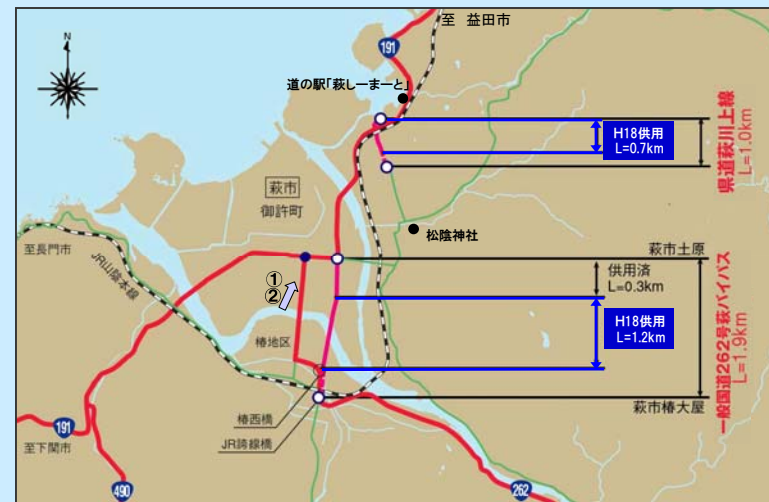 至 益田市
191
N
道の駅「萩しーまーと」
H18供用
L=0.7km
県道萩川上線
L=1.0km
萩市
御許町
松陰神社
至長門市
JR山陰本線
萩市土原
①
②
供用済
L=0.3km
H18供用
L=1.2km
一般国道262号萩バイパス
L=1.9km
椿地区
萩市椿大屋
椿西橋
JR跨線橋
191
至下関市
490
262